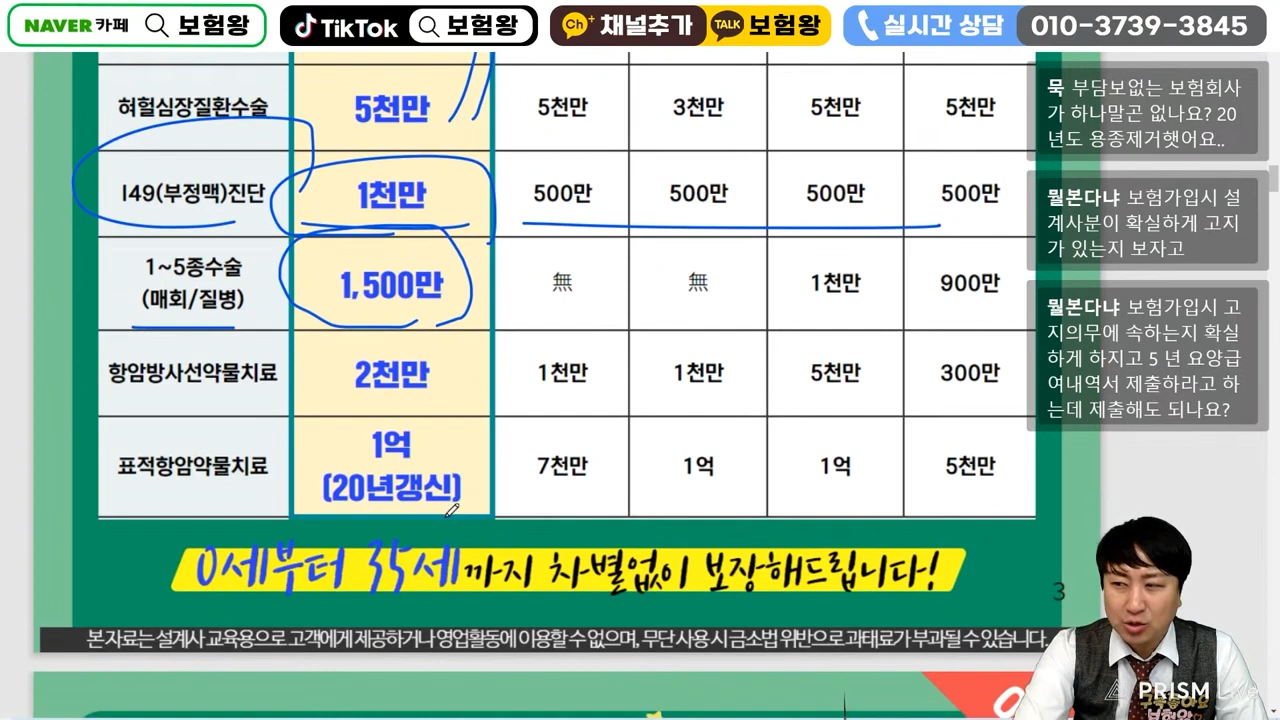 NAVER 카페 보험왕
TikTok 보험왕
Ch+ 채널추가 TALK 보험왕
실시간 상담 010-3739-3845
허혈심장질환수술 5천만 5천만 3천만 5천만 5천만
I49(부정맥)진단 1천만 500만 500만 500만 500만
1~5종수술
(매회/질병) 1,500만 無 無 1천만 900만
항암방사선약물치료 2천만 1천만 1천만 5천만 300만
표적항암약물치료 1억
(20년갱신) 7천만 1억 1억 5천만
0세부터 35세까지 차별없이 보장해드립니다!
3
본 자료는 설계사 교육용으로 고객에게 제공하거나 영업활동에 이용할 수 없으며, 무단 사용 시 금소법 위반으로 과태료가 부과될 수 있습니다.
묵 부담보없는 보험회사
가 하나말곤 없나요? 20
년도 용종제거햇어요..
뭘본다냐 보험가입시 설
계사분이 확실하게 고지
가 있는지 보자고
뭘본다냐 보험가입시 고
지의무에 속하는지 확실
하게 하지고 5 년 요양급
여내역서 제출하라고 하
는데 제출해도 되나요?
PRISM Live